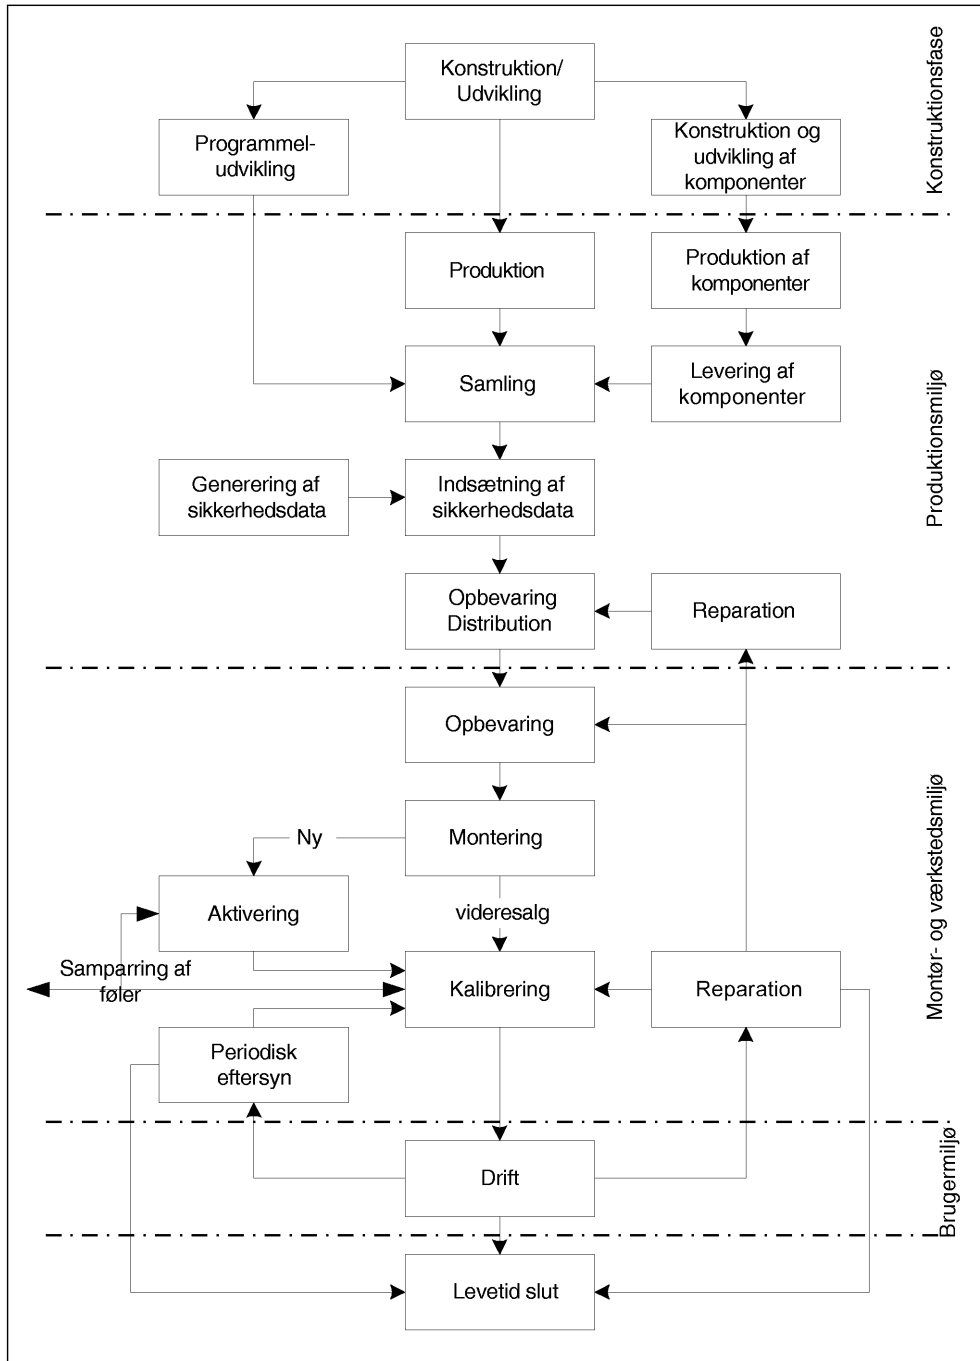 Konstruktion/
Udvikling
Programmel-
udvikling
Konstruktion og
udvikling af
komponenter
Konstruktionsfase
Produktion
Produktion af
komponenter
Samling
Levering af
komponenter
Generering af
sikkerhedsdata
Indsætning af
sikkerhedsdata
Opbevaring
Distribution
Reparation
Produktionsmiljø
Opbevaring
Ny
Montering
Aktivering
videresalg
Samparring af
føler
Kalibrering
Reparation
Periodisk
eftersyn
Montør- og værkstedsmiljø
Drift
Brugermiljø
Levetid slut